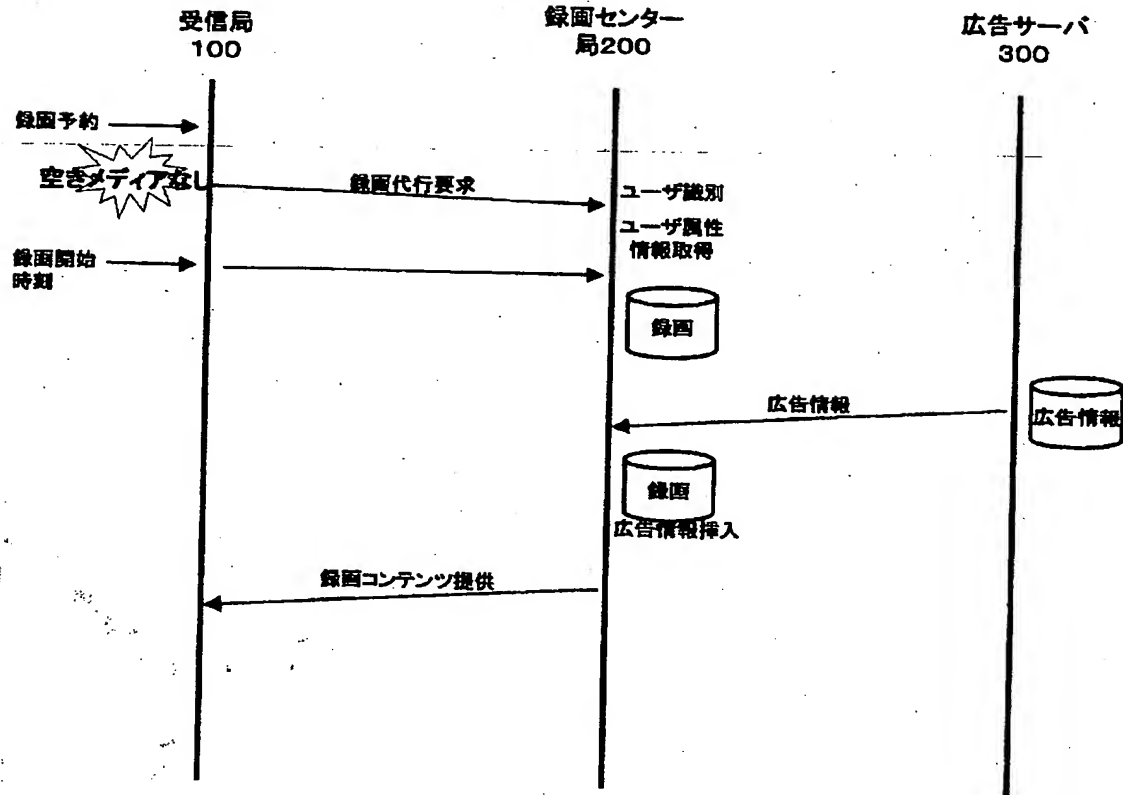 受信局
100
録画センター
局200
広告サーバ
300
録画予約
空きメディアなし
録画代行要求
ユーザ識別
ユーザ属性
情報取得
録画開始
時刻
録画
広告情報
広告情報
録画
広告情報挿入
録画コンテンツ提供